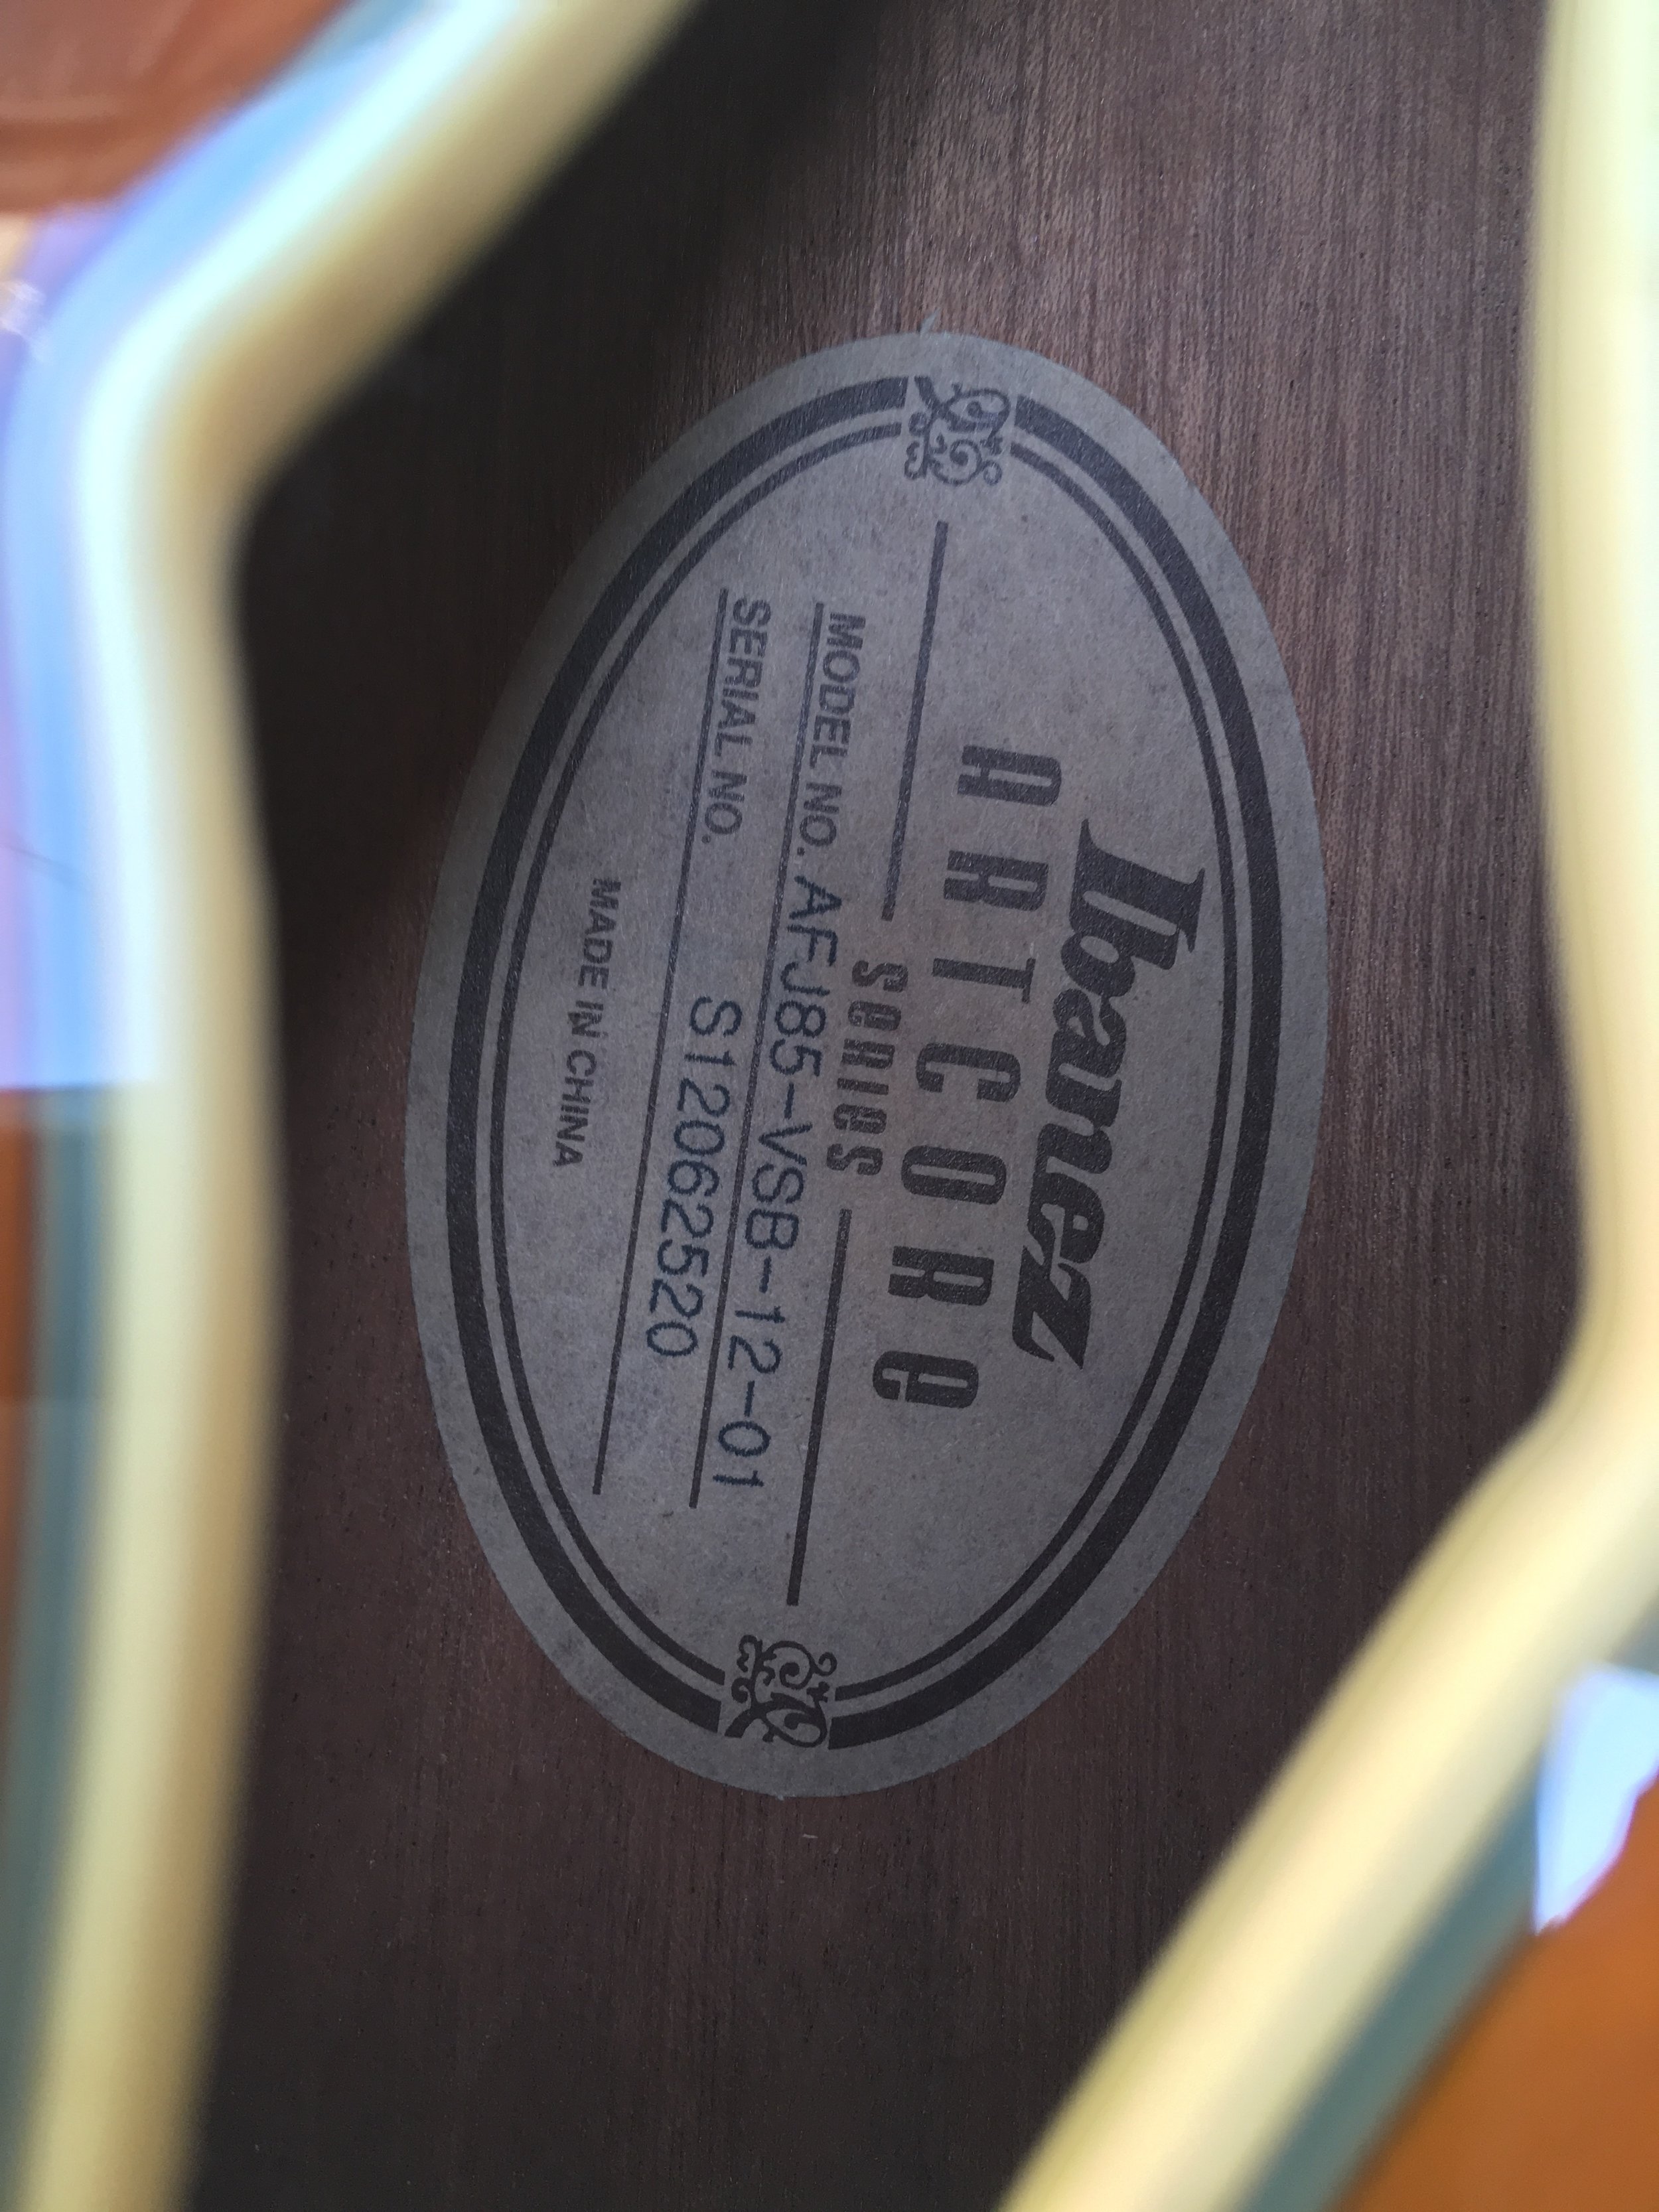 Ibanez
ARTCORE
series
MODEL NO. AFJ85-VSB-12-01
SERIAL NO. S12062520
MADE IN CHINA